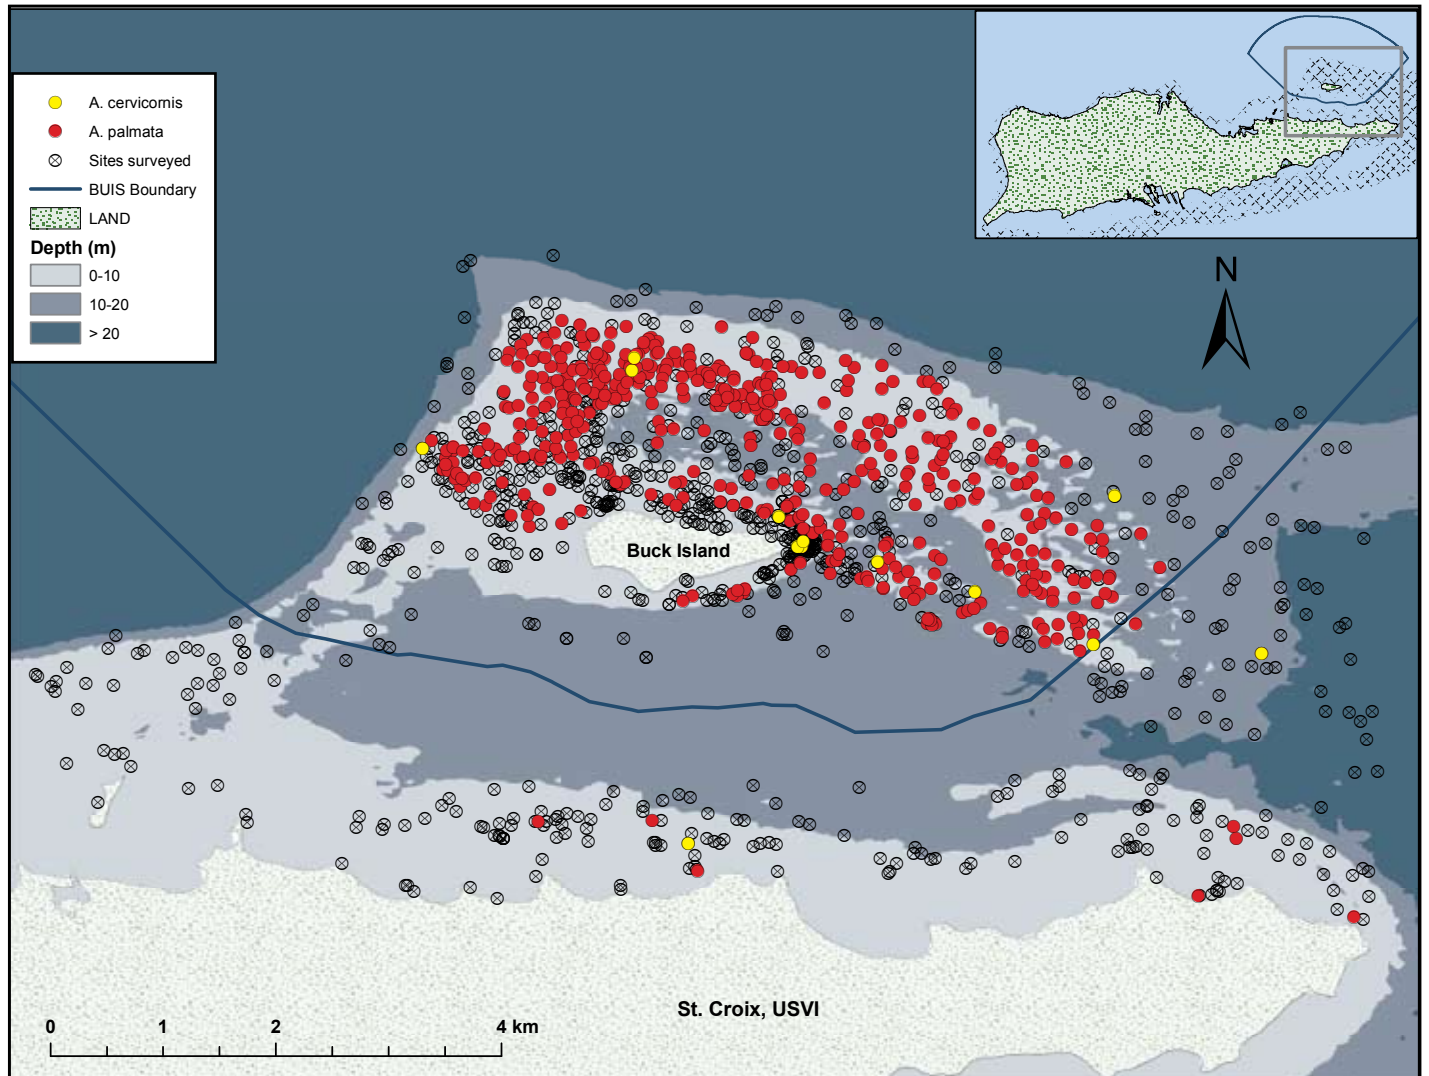 A. cervicornis
A. palmata
Sites surveyed
BUIS Boundary
LAND
Depth (m)
0-10
10-20
> 20
N
Buck Island
St. Croix, USVI
0 1 2 4 km